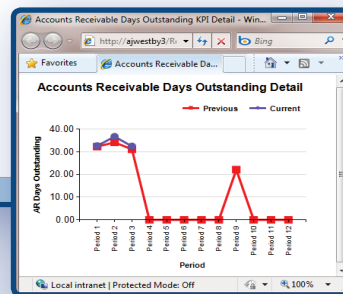 Accounts Receivable Days Outstanding KPI Detail - Win...
http://ajwestby3/R
Bing
Favorites
Accounts Receivable Da...
Accounts Receivable Days Outstanding Detail
Previous
Current
AR Days Outstanding
40.00
30.00
20.00
10.00
0.00
Period 1
Period 2
Period 3
Period 4
Period 5
Period 6
Period 7
Period 8
Period 9
Period 10
Period 11
Period 12
Period
Local intranet | Protected Mode: Off
100%